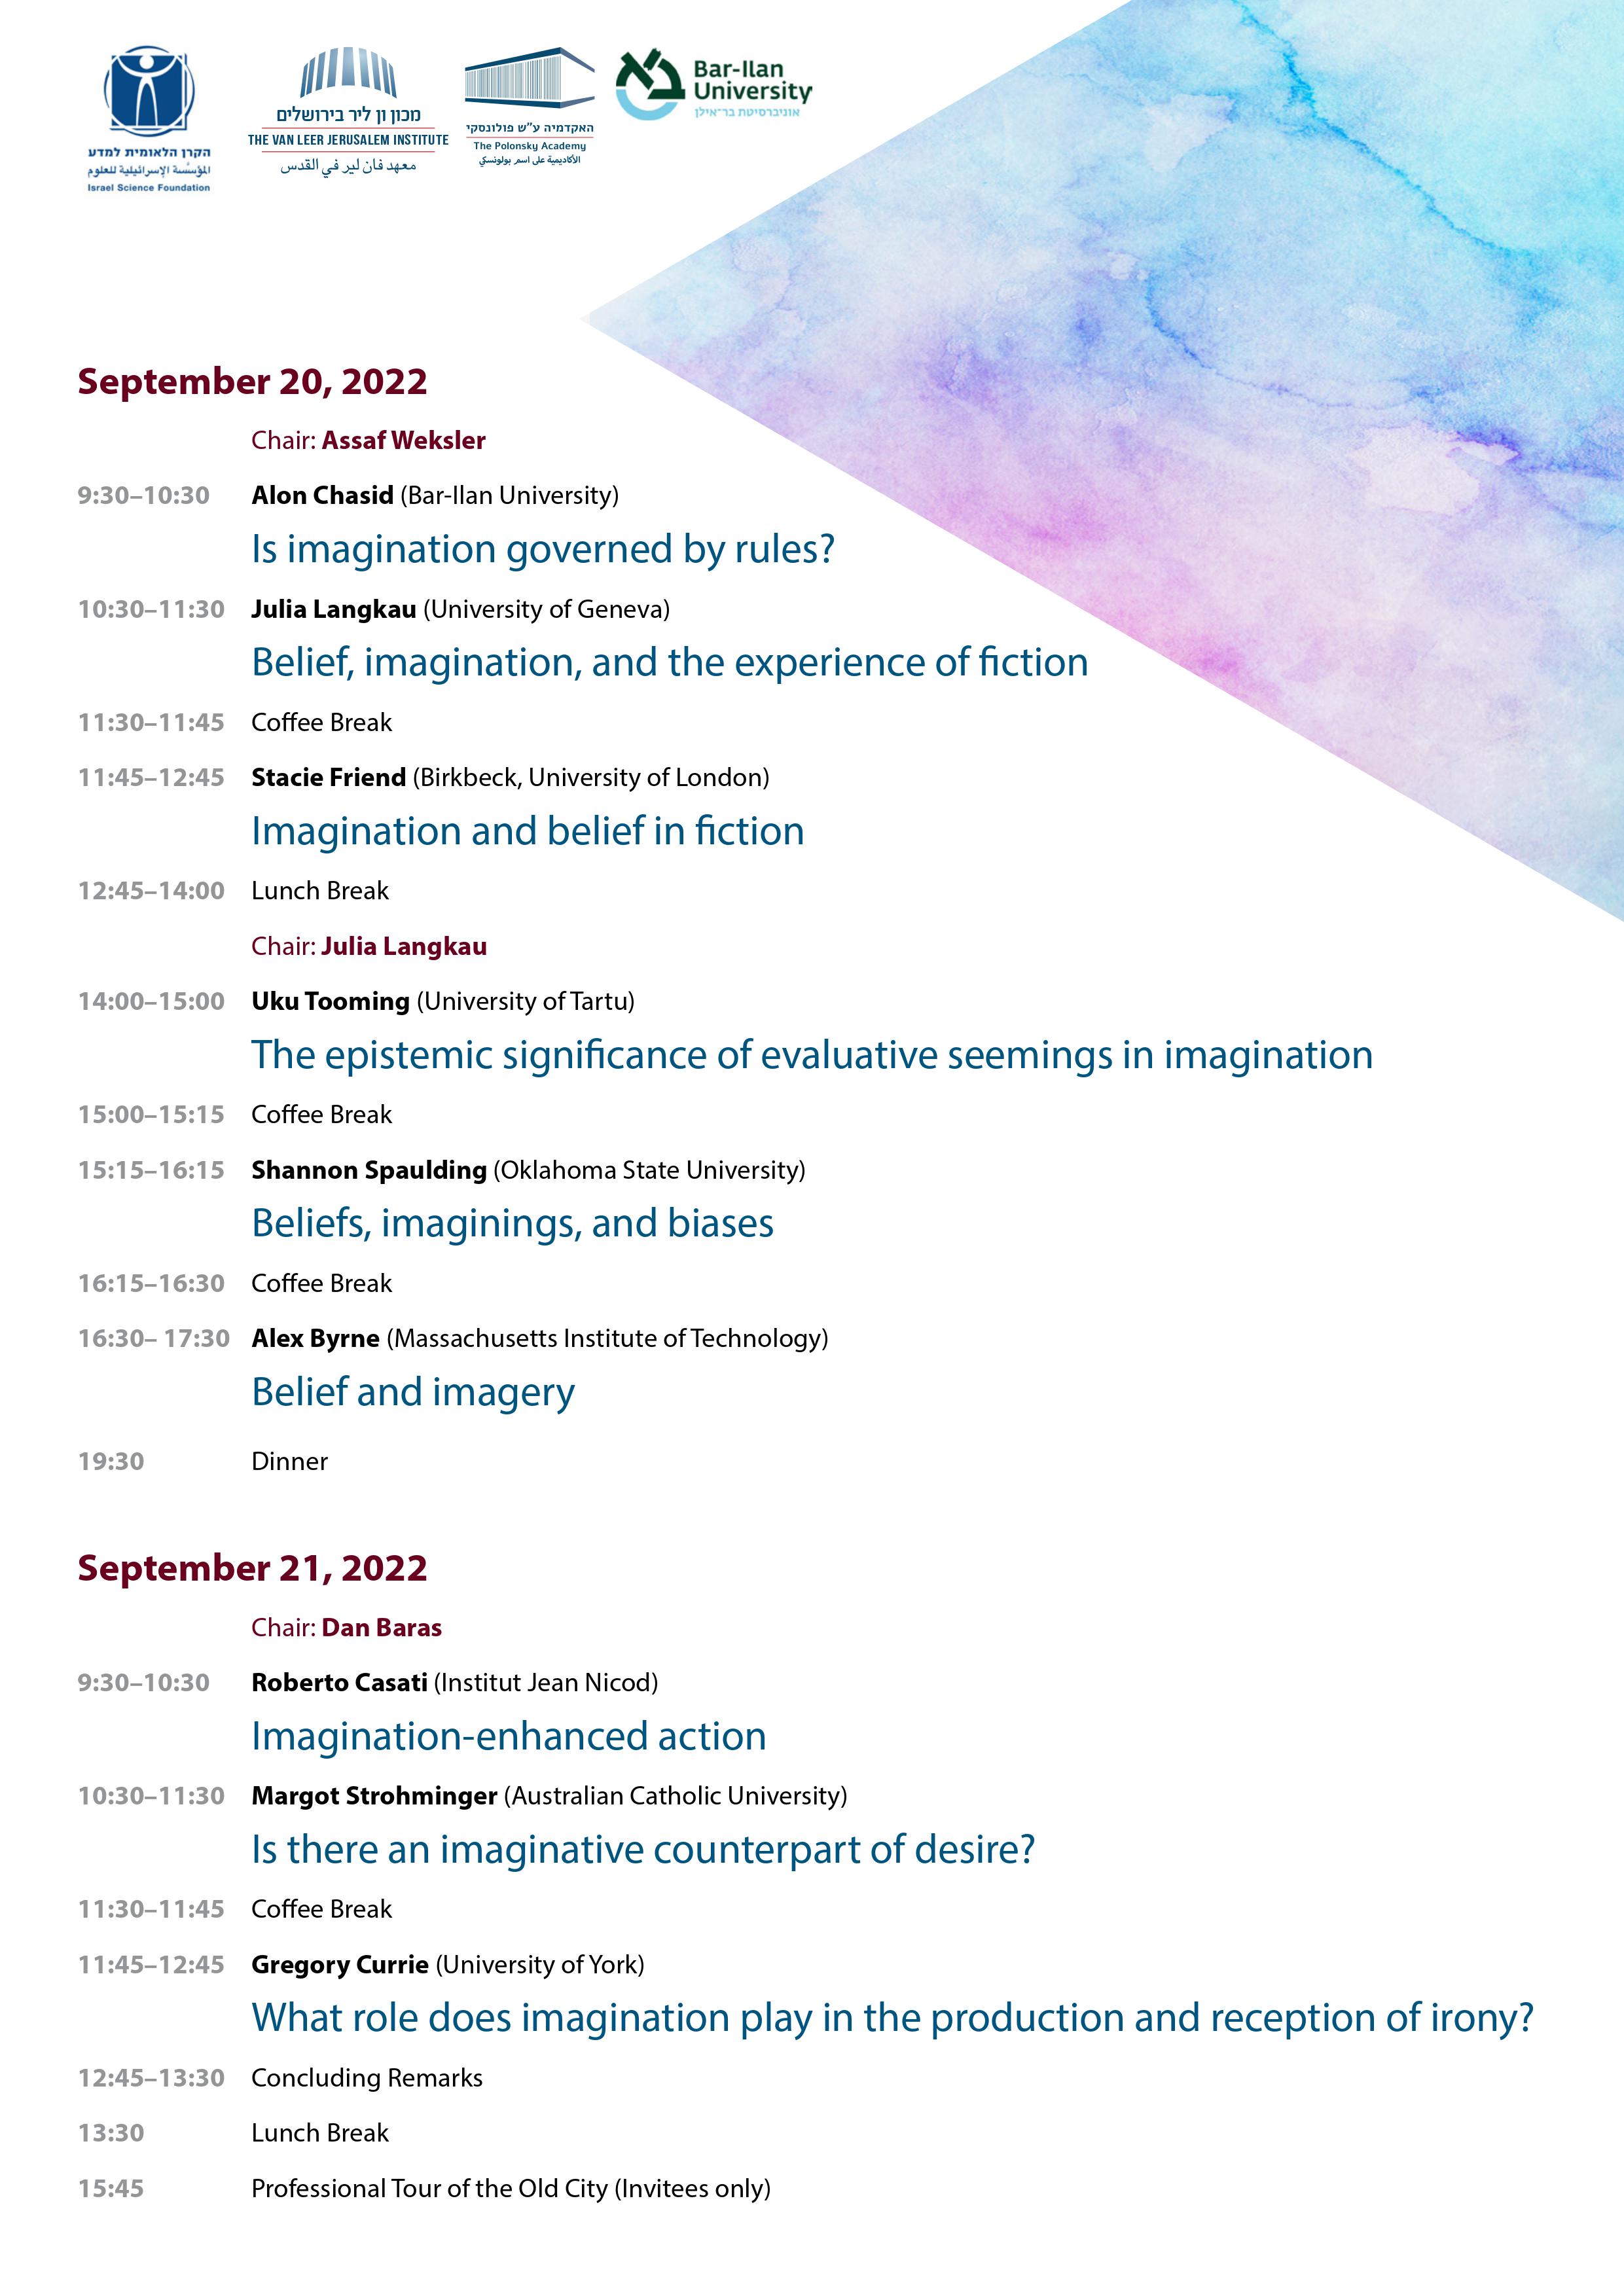 הקרן הלאומית למדע
المؤسّسة الإسرائيلية للعلوم
Israel Science Foundation
מכון ון ליר בירושלים
THE VAN LEER JERUSALEM INSTITUTE
معهد فان لير في القدس
האקדמיה ע״ש פולונסקי
The Polonsky Academy
الأكاديمية على اسم بولونسكي
Bar-Ilan
University
אוניברסיטת בר־אילן
September 20, 2022
Chair: Assaf Weksler
9:30–10:30 Alon Chasid (Bar-Ilan University)
Is imagination governed by rules?
10:30–11:30 Julia Langkau (University of Geneva)
Belief, imagination, and the experience of fiction
11:30–11:45 Coffee Break
11:45–12:45 Stacie Friend (Birkbeck, University of London)
Imagination and belief in fiction
12:45–14:00 Lunch Break
Chair: Julia Langkau
14:00–15:00 Uku Tooming (University of Tartu)
The epistemic significance of evaluative seemings in imagination
15:00–15:15 Coffee Break
15:15–16:15 Shannon Spaulding (Oklahoma State University)
Beliefs, imaginings, and biases
16:15–16:30 Coffee Break
16:30– 17:30 Alex Byrne (Massachusetts Institute of Technology)
Belief and imagery
19:30 Dinner
September 21, 2022
Chair: Dan Baras
9:30–10:30 Roberto Casati (Institut Jean Nicod)
Imagination-enhanced action
10:30–11:30 Margot Strohminger (Australian Catholic University)
Is there an imaginative counterpart of desire?
11:30–11:45 Coffee Break
11:45–12:45 Gregory Currie (University of York)
What role does imagination play in the production and reception of irony?
12:45–13:30 Concluding Remarks
13:30 Lunch Break
15:45 Professional Tour of the Old City (Invitees only)